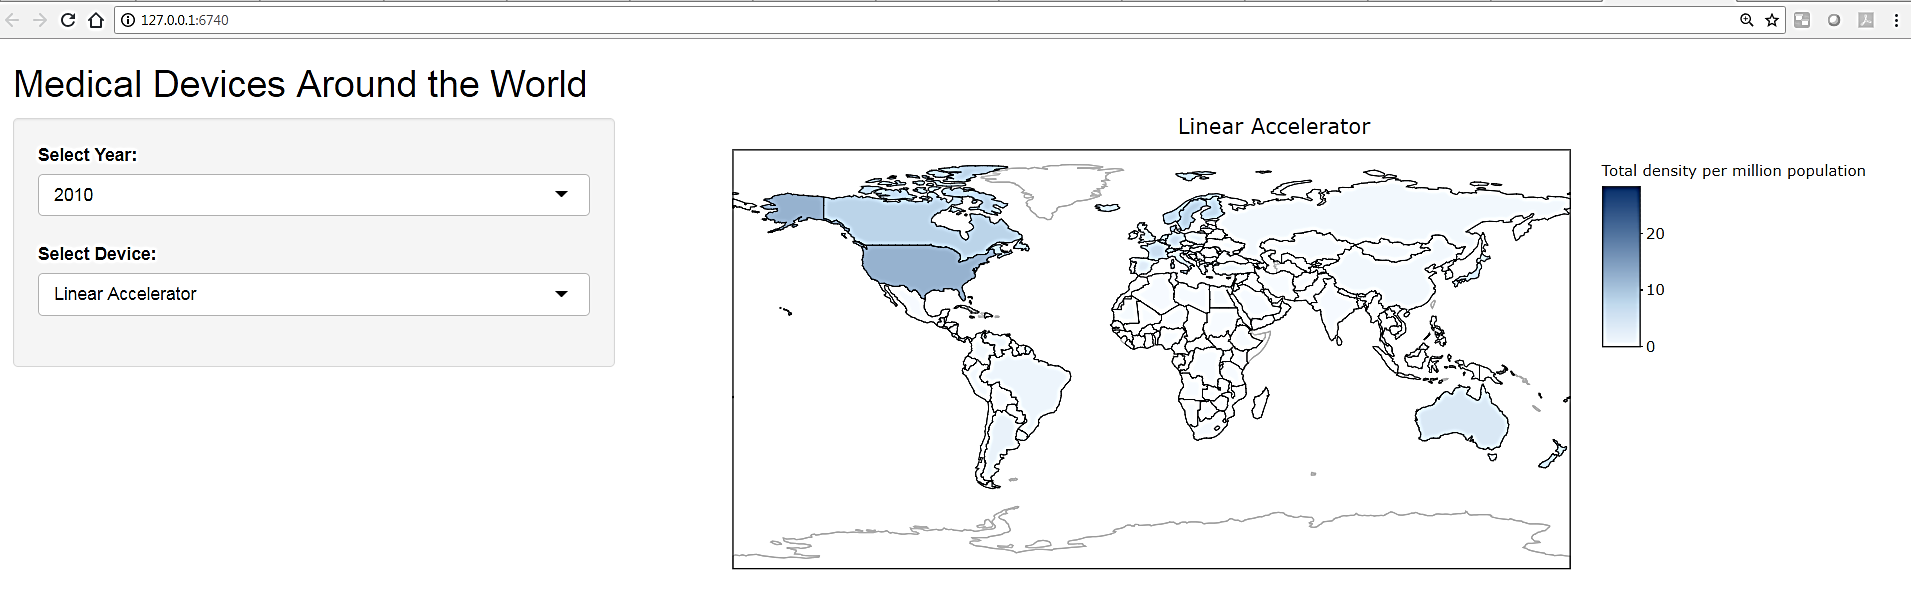 127.0.0.1:6740
Medical Devices Around the World
Select Year:
2010
Select Device:
Linear Accelerator
Linear Accelerator
Total density per million population
20
10
0